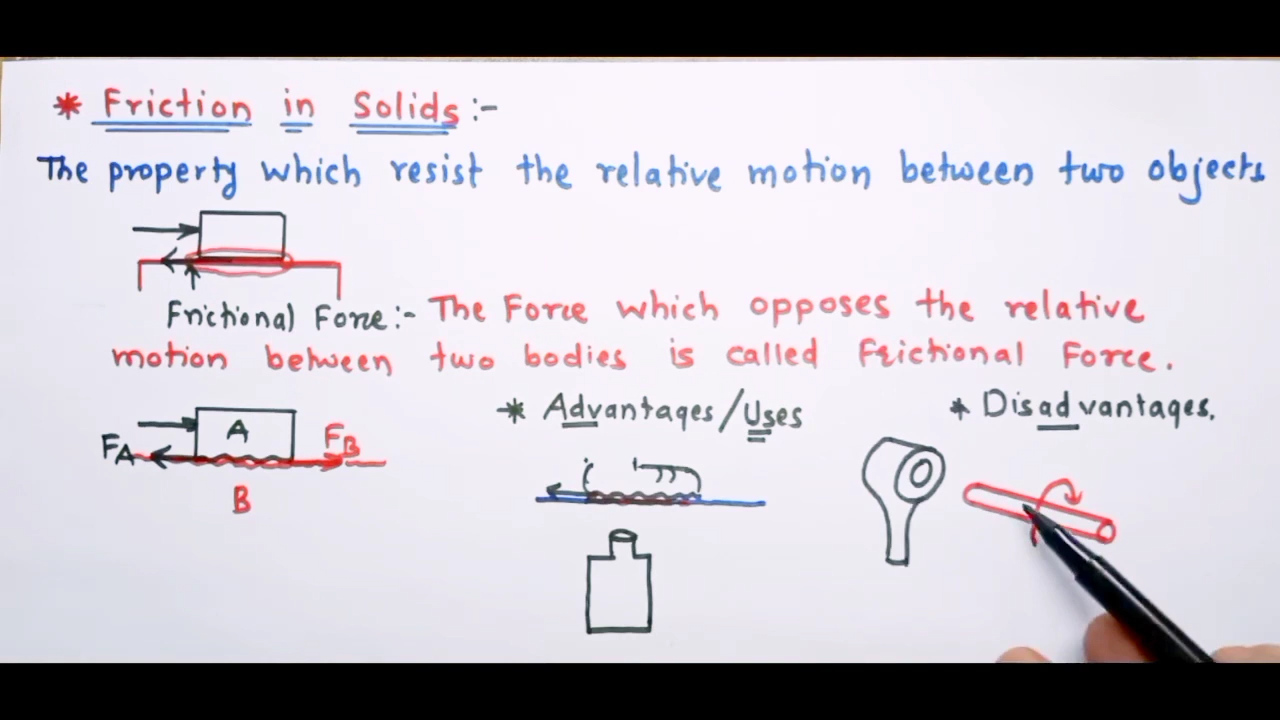 * Friction in Solids:-
The property which resist the relative motion between two objects
Frictional Force:- The Force which opposes the relative
motion between two bodies is called Frictional Force.
* Advantages/Uses
* Disadvantages.
A
FA
FB
B